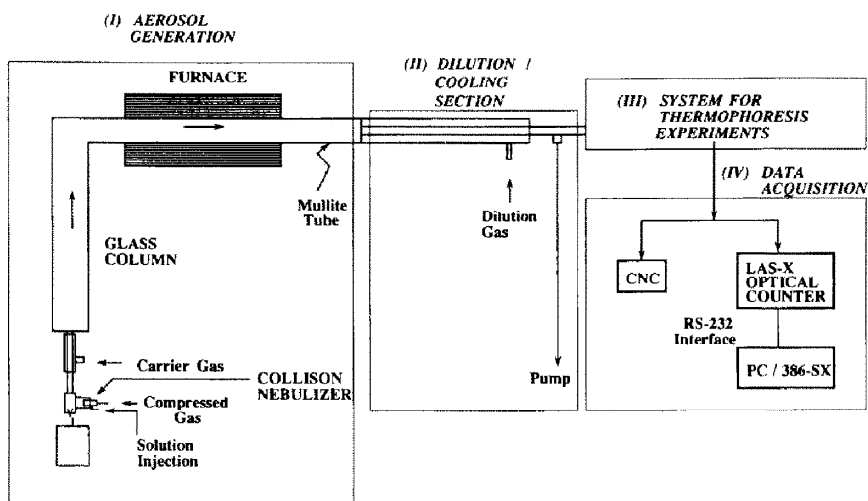 (I) AEROSOL
GENERATION
FURNACE
Mullite
Tube
GLASS
COLUMN
Carrier Gas
COLLISON
NEBULIZER
Compressed
Gas
Solution
Injection
(II) DILUTION /
COOLING
SECTION
Dilution
Gas
Pump
(III) SYSTEM FOR
THERMOPHORESIS
EXPERIMENTS
(IV) DATA
ACQUISITION
CNC
LAS-X
OPTICAL
COUNTER
RS-232
Interface
PC / 386-SX